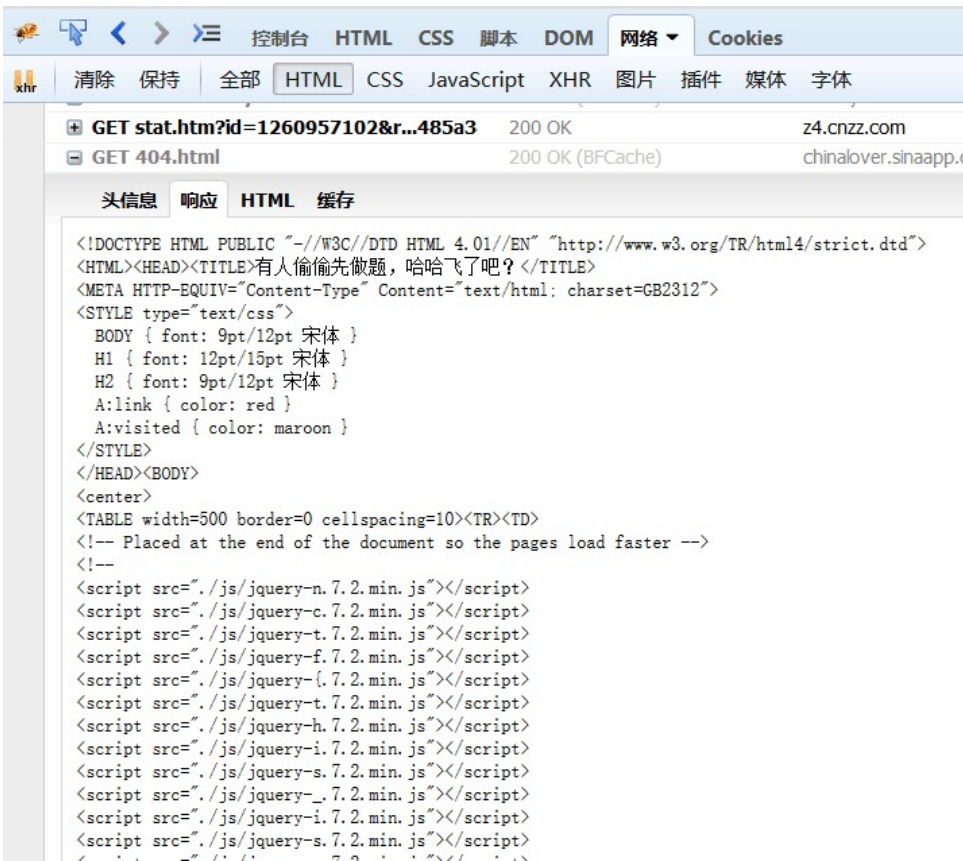 控制台 HTML CSS 脚本 DOM 网络 Cookies
xhr 清除 保持 全部 HTML CSS JavaScript XHR 图片 插件 媒体 字体
GET stat.htm?id=1260957102&r...485a3 200 OK z4.cnzz.com
GET 404.html 200 OK (BFCache) chinalover.sinaapp.
头信息 响应 HTML 缓存
<!DOCTYPE HTML PUBLIC "-//W3C//DTD HTML 4.01//EN" "http://www.w3.org/TR/html4/strict.dtd">
<HTML><HEAD><TITLE>有人偷偷先做题，哈哈飞了吧？</TITLE>
<META HTTP-EQUIV="Content-Type" Content="text/html; charset=GB2312">
<STYLE type="text/css">
BODY { font: 9pt/12pt 宋体 }
H1 { font: 12pt/15pt 宋体 }
H2 { font: 9pt/12pt 宋体 }
A:link { color: red }
A:visited { color: maroon }
</STYLE>
</HEAD><BODY>
<center>
<TABLE width=500 border=0 cellspacing=10><TR><TD>
<!-- Placed at the end of the document so the pages load faster -->
<!--
<script src="./js/jquery-n.7.2.min.js"></script>
<script src="./js/jquery-c.7.2.min.js"></script>
<script src="./js/jquery-t.7.2.min.js"></script>
<script src="./js/jquery-f.7.2.min.js"></script>
<script src="./js/jquery-{.7.2.min.js"></script>
<script src="./js/jquery-t.7.2.min.js"></script>
<script src="./js/jquery-h.7.2.min.js"></script>
<script src="./js/jquery-i.7.2.min.js"></script>
<script src="./js/jquery-s.7.2.min.js"></script>
<script src="./js/jquery-_.7.2.min.js"></script>
<script src="./js/jquery-i.7.2.min.js"></script>
<script src="./js/jquery-s.7.2.min.js"></script>